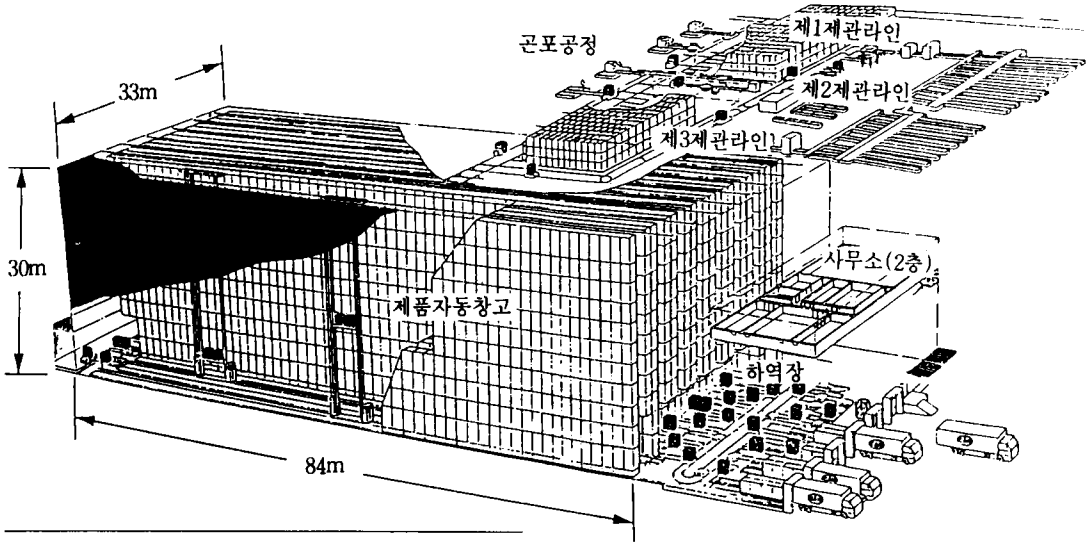 제1제관라인
곤포공정
33m
제2제관라인
제3제관라인
30m
사무소(2층)
제품자동창고
하역장
84m